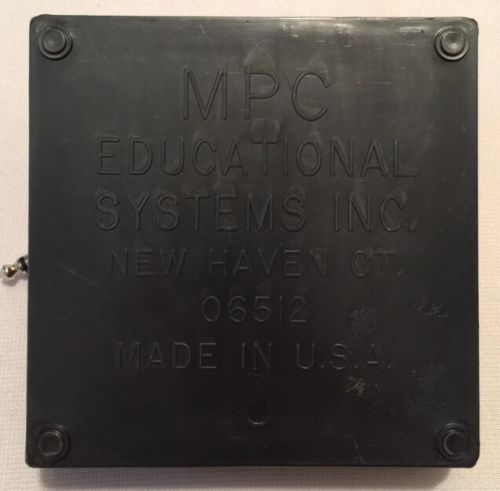 MPC
EDUCATIONAL
SYSTEMS INC.
NEW HAVEN CT.
06512
MADE IN U.S.A.